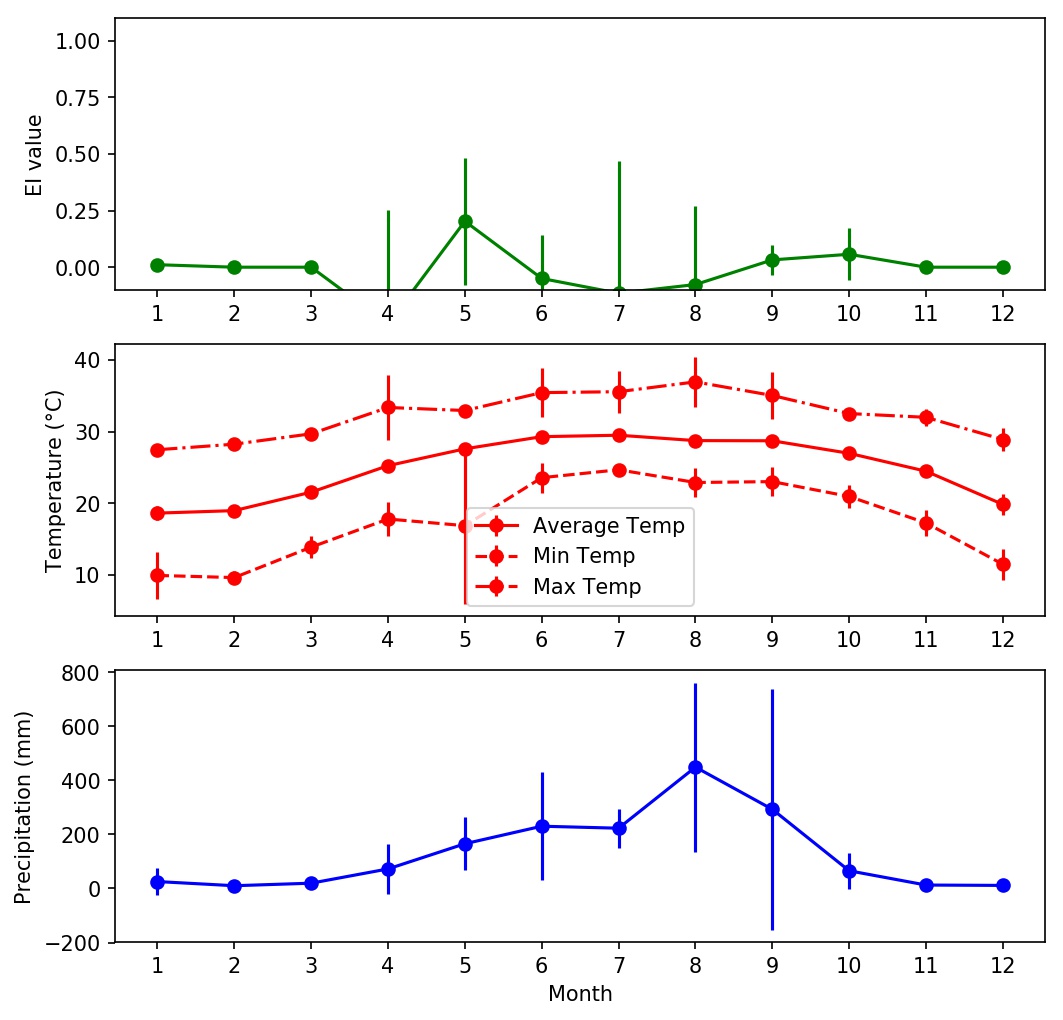 EI value
1.00
0.75
0.50
0.25
0.00
1 2 3 4 5 6 7 8 9 10 11 12
Temperature (°C)
40
30
20
10
Average Temp
Min Temp
Max Temp
1 2 3 4 5 6 7 8 9 10 11 12
Precipitation (mm)
800
600
400
200
0
−200
1 2 3 4 5 6 7 8 9 10 11 12
Month